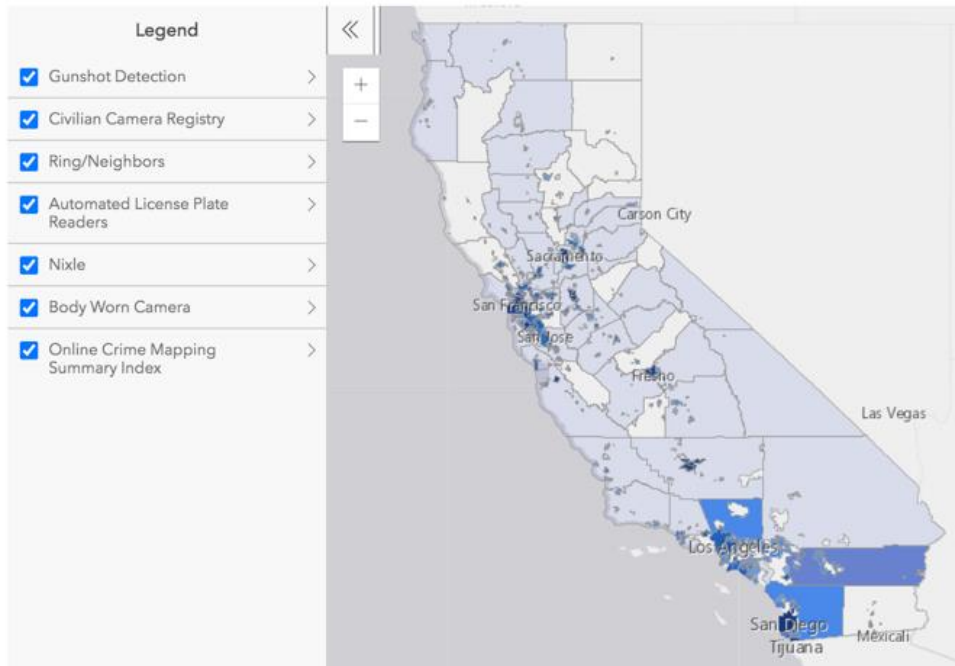 Legend
Gunshot Detection
Civilian Camera Registry
Ring/Neighbors
Automated License Plate
Readers
Nixle
Body Worn Camera
Online Crime Mapping
Summary Index
Carson City
Sacramento
San Francisco
San Jose
Fresno
Las Vegas
Los Angeles
San Diego
Mexicali
Tijuana